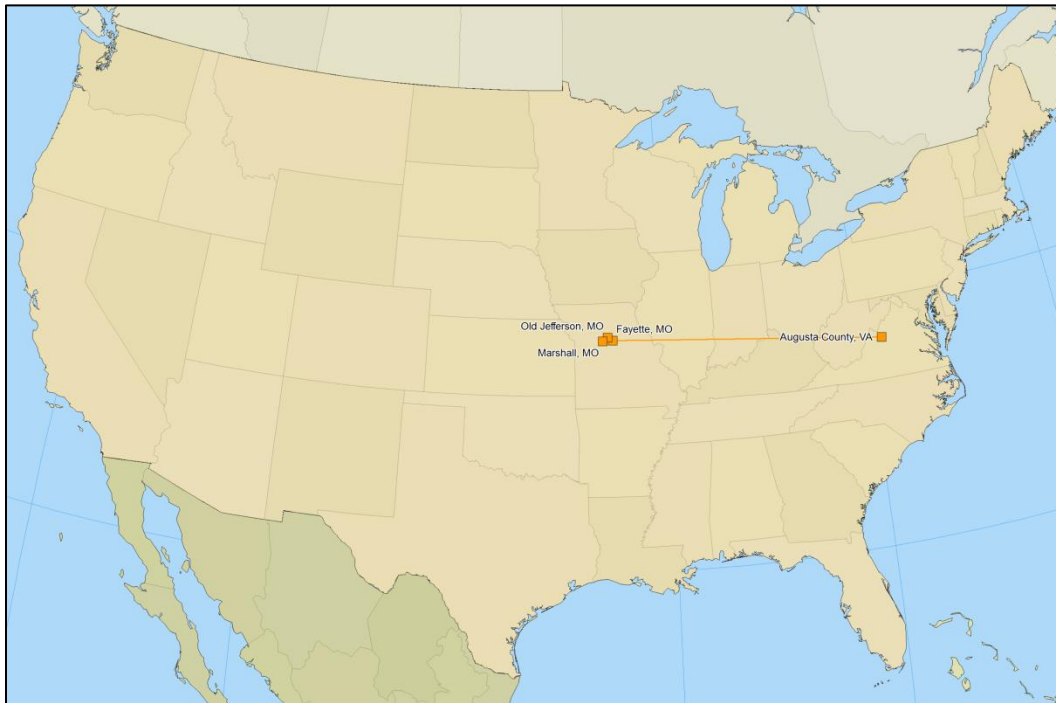 Old Jefferson, MO
Fayette, MO
Augusta County, VA
Marshall, MO